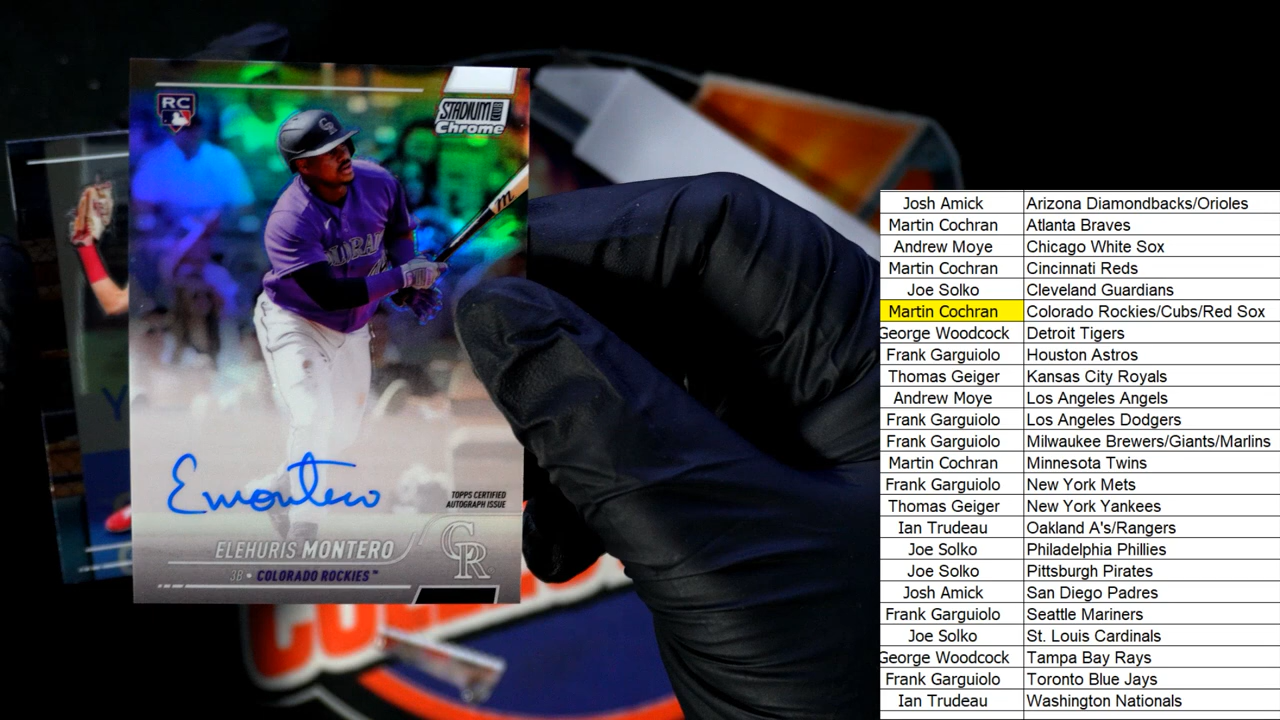 RC
STADIUM CLUB
Chrome
CR
COLORAD
m
Emontero
TOPPS CERTIFIED
AUTOGRAPH ISSUE
ELEHURIS MONTERO
CR
3B • COLORADO ROCKIES™
Josh Amick Arizona Diamondbacks/Orioles
Martin Cochran Atlanta Braves
Andrew Moye Chicago White Sox
Martin Cochran Cincinnati Reds
Joe Solko Cleveland Guardians
Martin Cochran Colorado Rockies/Cubs/Red Sox
George Woodcock Detroit Tigers
Frank Garguiolo Houston Astros
Thomas Geiger Kansas City Royals
Andrew Moye Los Angeles Angels
Frank Garguiolo Los Angeles Dodgers
Frank Garguiolo Milwaukee Brewers/Giants/Marlins
Martin Cochran Minnesota Twins
Frank Garguiolo New York Mets
Thomas Geiger New York Yankees
Ian Trudeau Oakland A's/Rangers
Joe Solko Philadelphia Phillies
Joe Solko Pittsburgh Pirates
Josh Amick San Diego Padres
Frank Garguiolo Seattle Mariners
Joe Solko St. Louis Cardinals
George Woodcock Tampa Bay Rays
Frank Garguiolo Toronto Blue Jays
Ian Trudeau Washington Nationals